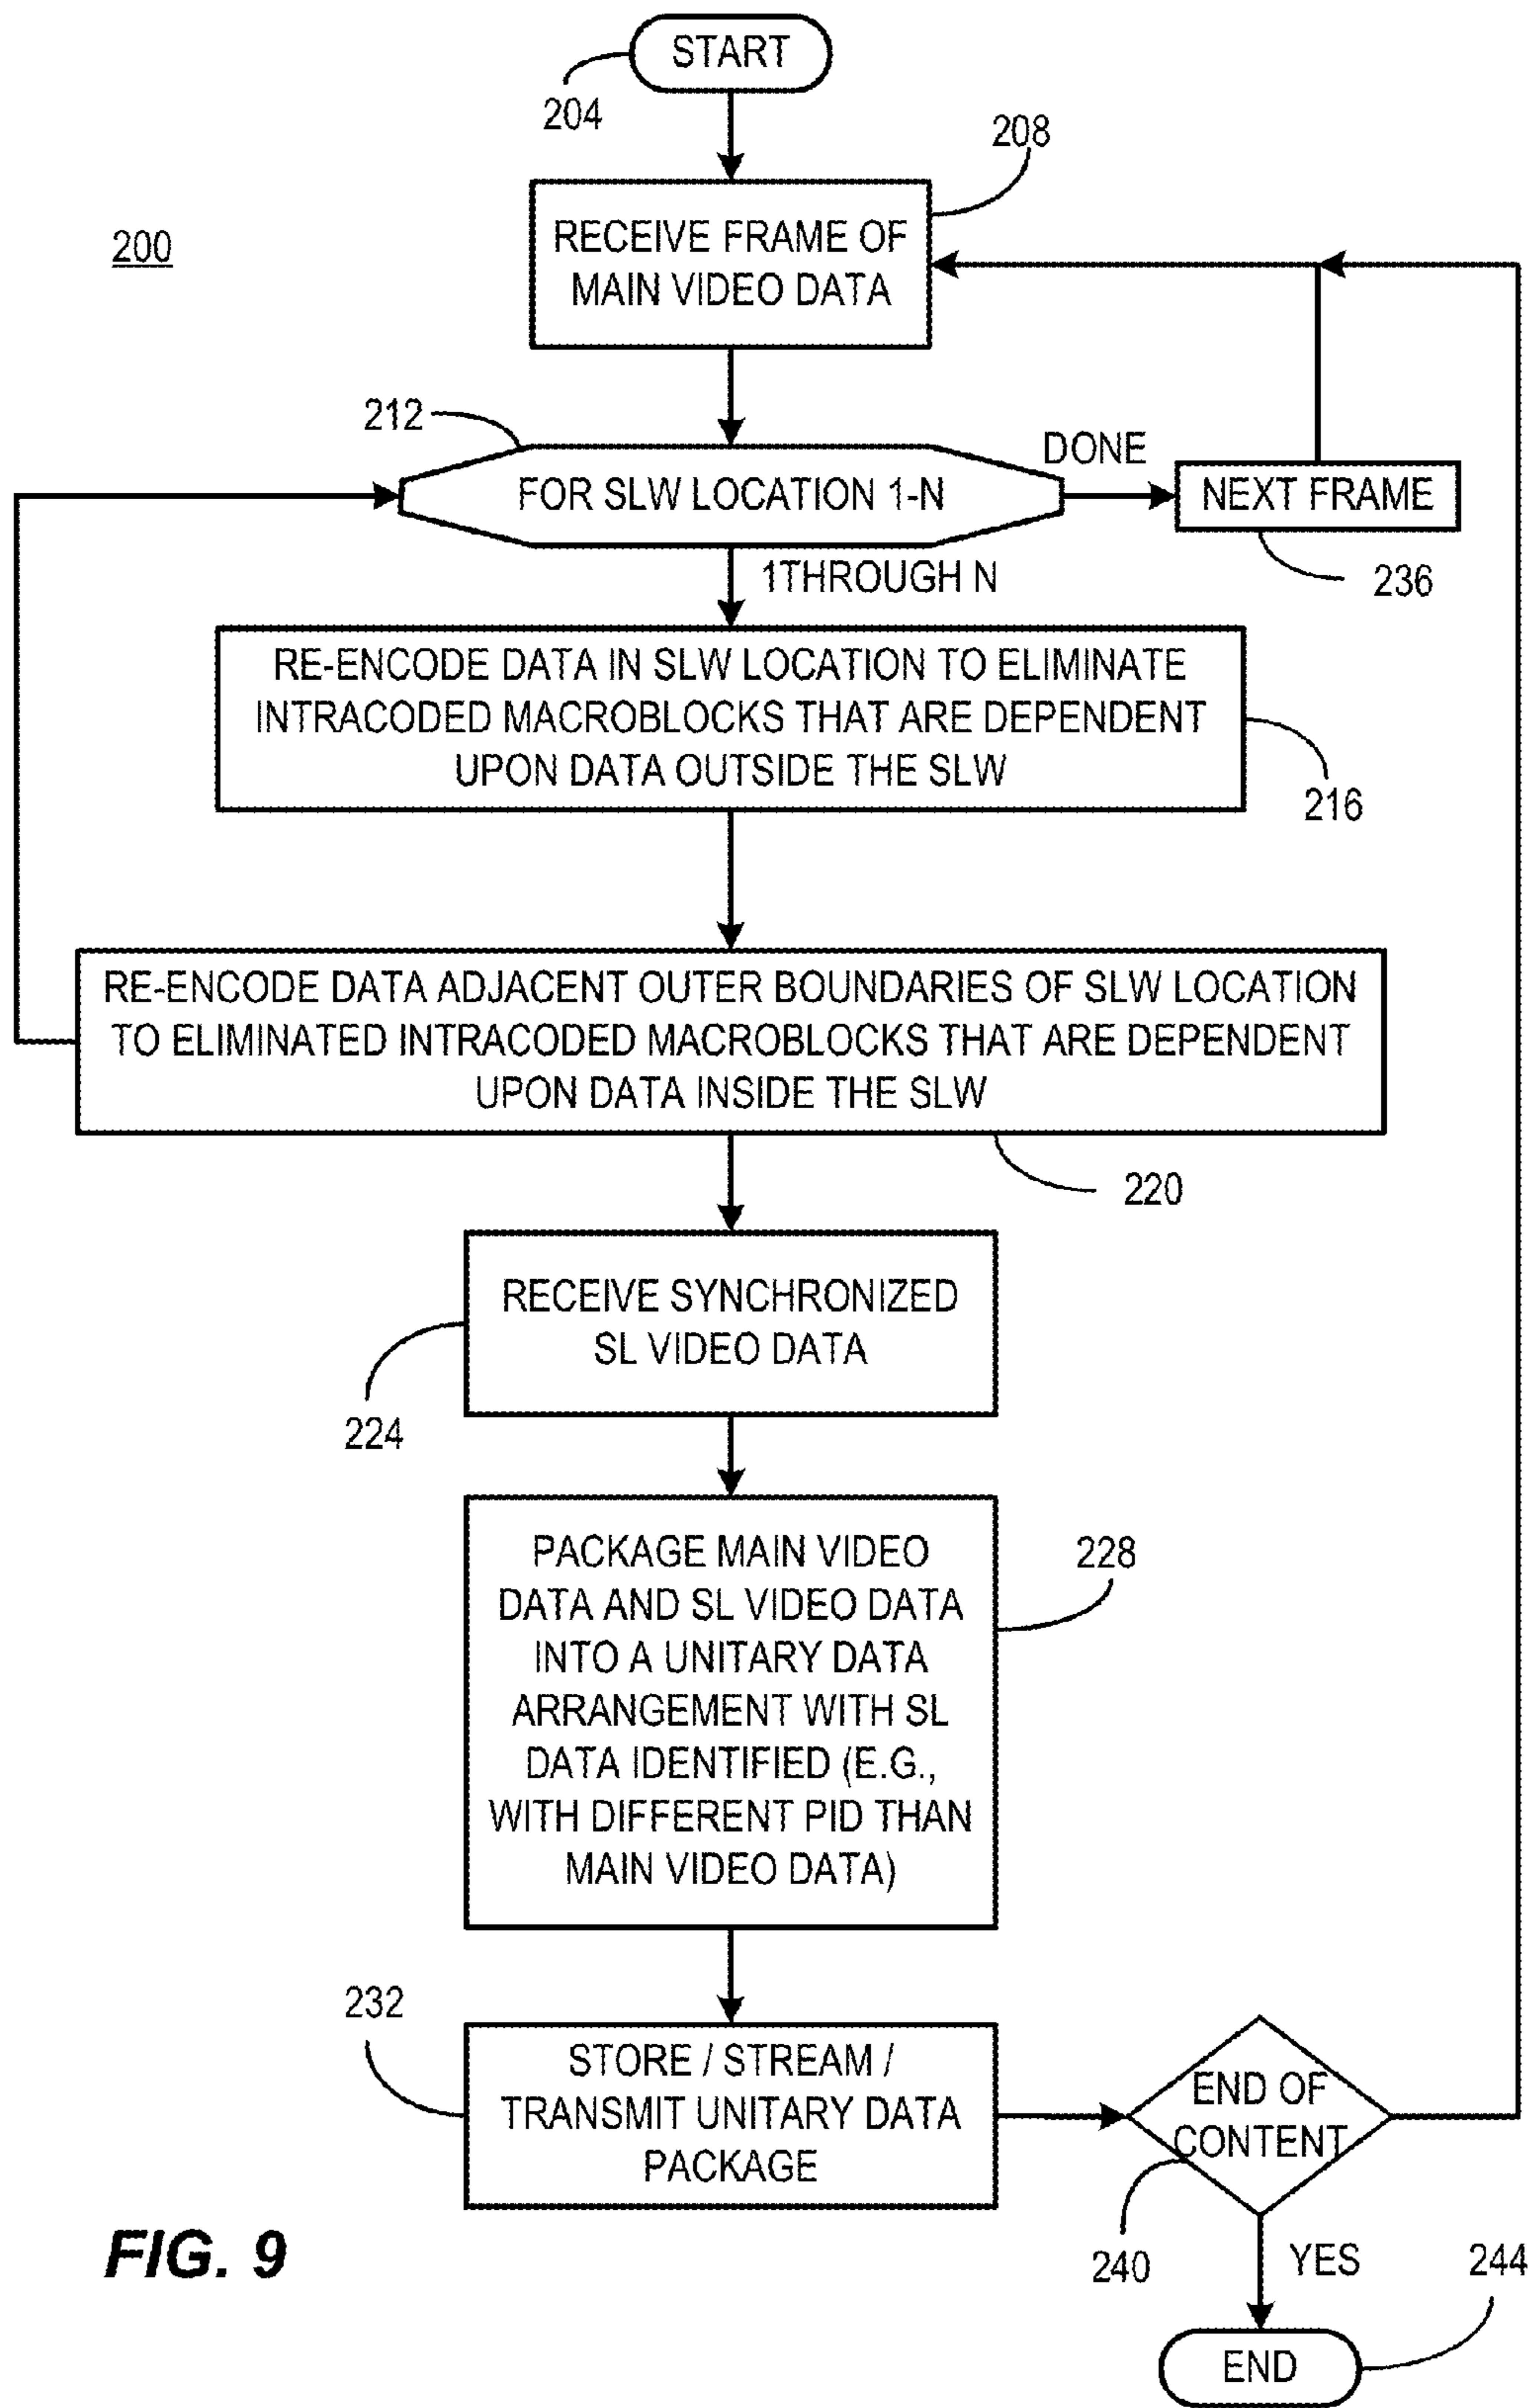 START
204
208
200
RECEIVE FRAME OF
MAIN VIDEO DATA
212
FOR SLW LOCATION 1-N
DONE
NEXT FRAME
236
1THROUGH N
RE-ENCODE DATA IN SLW LOCATION TO ELIMINATE
INTRACODED MACROBLOCKS THAT ARE DEPENDENT
UPON DATA OUTSIDE THE SLW
216
RE-ENCODE DATA ADJACENT OUTER BOUNDARIES OF SLW LOCATION
TO ELIMINATED INTRACODED MACROBLOCKS THAT ARE DEPENDENT
UPON DATA INSIDE THE SLW
220
RECEIVE SYNCHRONIZED
SL VIDEO DATA
224
PACKAGE MAIN VIDEO
DATA AND SL VIDEO DATA
INTO A UNITARY DATA
ARRANGEMENT WITH SL
DATA IDENTIFIED (E.G.,
WITH DIFFERENT PID THAN
MAIN VIDEO DATA)
228
232
STORE / STREAM /
TRANSMIT UNITARY DATA
PACKAGE
END OF
CONTENT
240
YES
244
END
FIG. 9